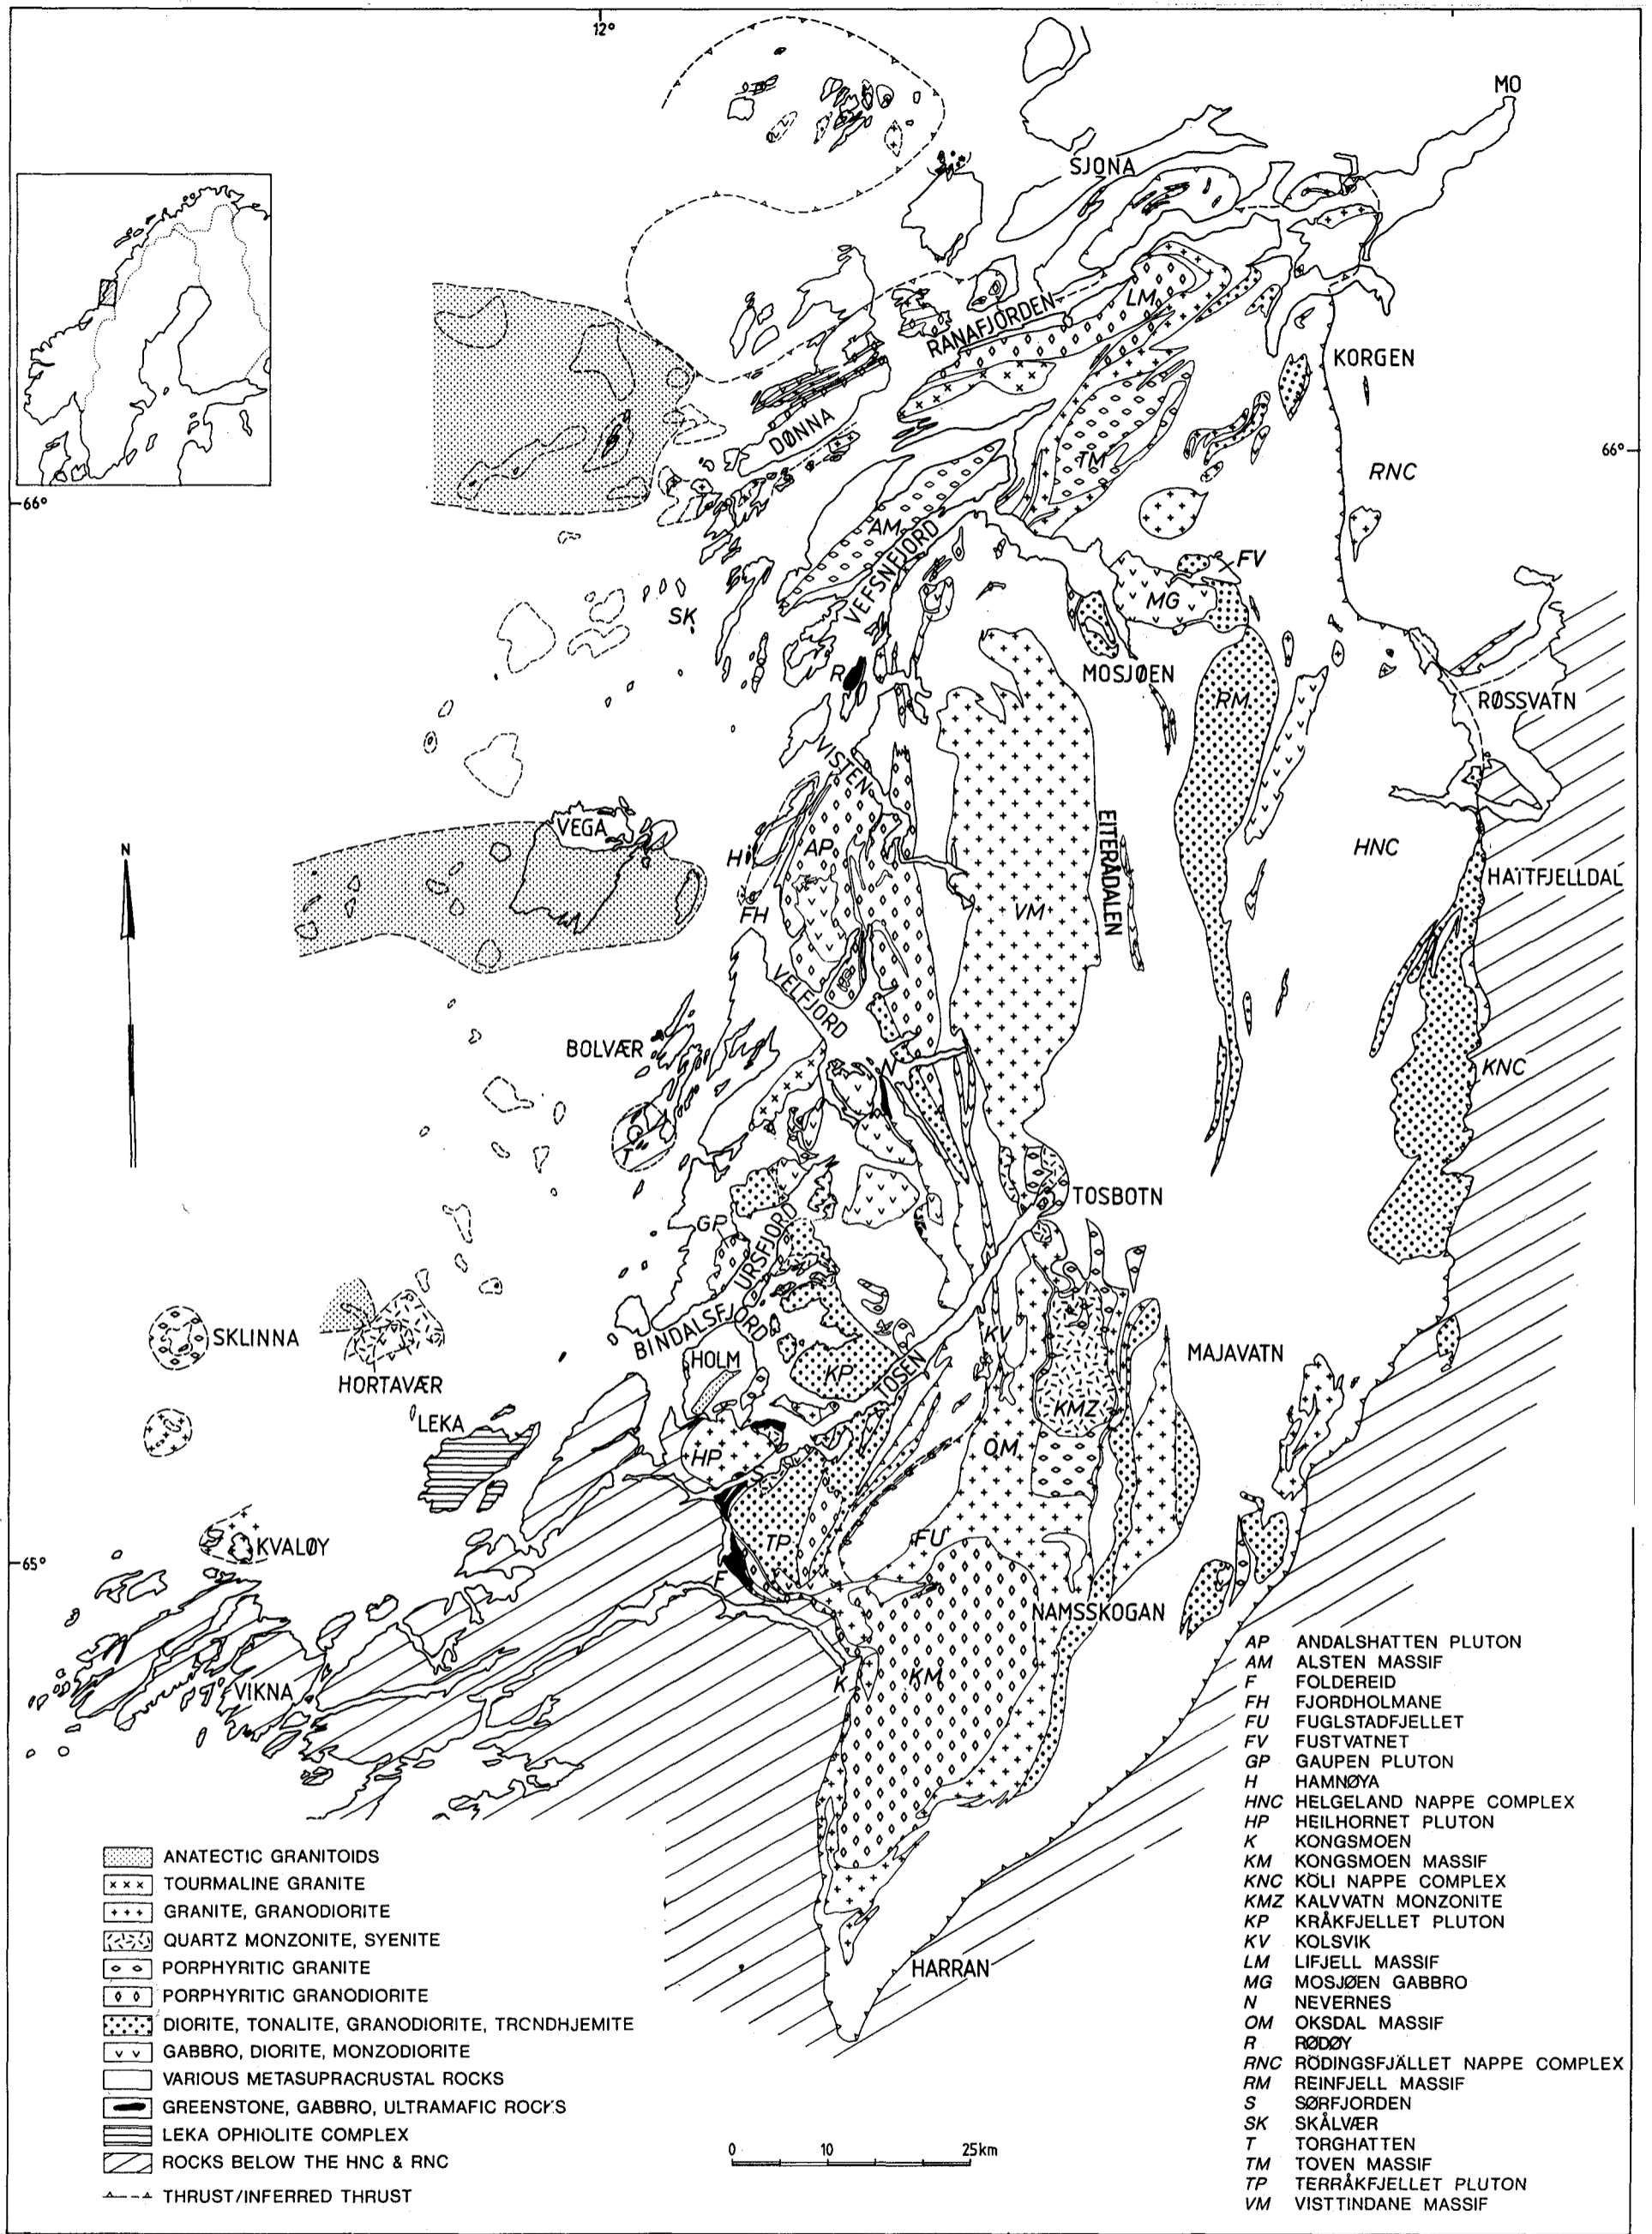 12°
MO
SJONA
LM
RANAFJORDEN
KORGEN
DØNNA
TM
66°
RNC
66°
AM
VEFSNFJORD
FV
MG
SK
MOSJØEN
R
RM
RØSSVATN
VISTEN
VEGA
EITERÅDALEN
N
H
AP
HNC
HATTFJELLDAL
FH
VM
VELFJORD
BOLVÆR
N
KNC
T
TOSBOTN
GP
URSFJORD
SKLINNA
BINDALSFJORD
KV
MAJAVATN
HOLM
HORTAVÆR
KP
TOSEN
LEKA
KMZ
OM
HP
S
KVALØY
TP
FU
65°
F
NAMSSKOGAN
K
KM
VIKNA
HARRAN
AP ANDALSHATTEN PLUTON
AM ALSTEN MASSIF
F FOLDEREID
FH FJORDHOLMANE
FU FUGLSTADFJELLET
FV FUSTVATNET
GP GAUPEN PLUTON
H HAMNØYA
HNC HELGELAND NAPPE COMPLEX
HP HEILHORNET PLUTON
K KONGSMOEN
KM KONGSMOEN MASSIF
KNC KÖLI NAPPE COMPLEX
KMZ KALVVATN MONZONITE
KP KRÅKFJELLET PLUTON
KV KOLSVIK
LM LIFJELL MASSIF
MG MOSJØEN GABBRO
N NEVERNES
OM OKSDAL MASSIF
R RØDØY
RNC RÖDINGSFJÄLLET NAPPE COMPLEX
RM REINFJELL MASSIF
S SØRFJORDEN
SK SKÅLVÆR
T TORGHATTEN
TM TOVEN MASSIF
TP TERRÅKFJELLET PLUTON
VM VISTTINDANE MASSIF
ANATECTIC GRANITOIDS
TOURMALINE GRANITE
GRANITE, GRANODIORITE
QUARTZ MONZONITE, SYENITE
PORPHYRITIC GRANITE
PORPHYRITIC GRANODIORITE
DIORITE, TONALITE, GRANODIORITE, TRONDHJEMITE
GABBRO, DIORITE, MONZODIORITE
VARIOUS METASUPRACRUSTAL ROCKS
GREENSTONE, GABBRO, ULTRAMAFIC ROCKS
LEKA OPHIOLITE COMPLEX
ROCKS BELOW THE HNC & RNC
THRUST/INFERRED THRUST
0 10 25km